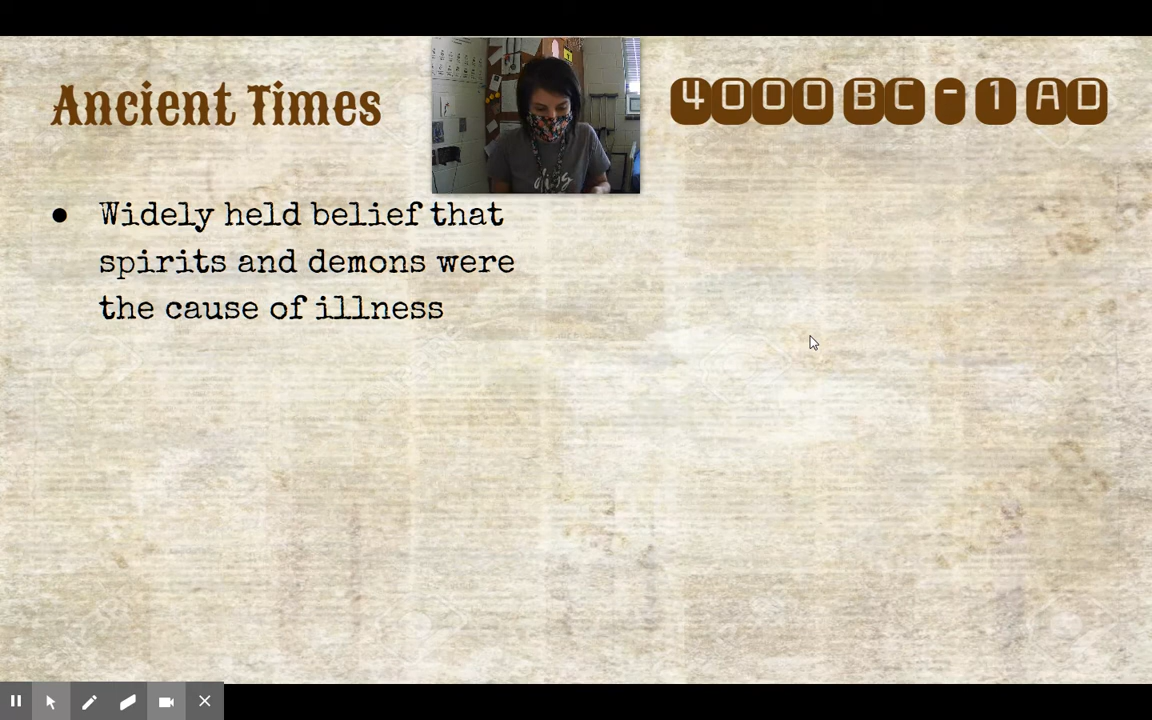 Ancient Times
4000 BC - 1 AD
● Widely held belief that
spirits and demons were
the cause of illness